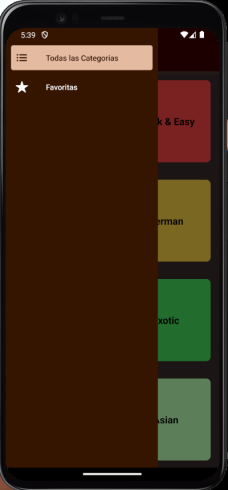 5:39
Todas las Categorías
Favoritas
k & Easy
erman
xotic
Asian